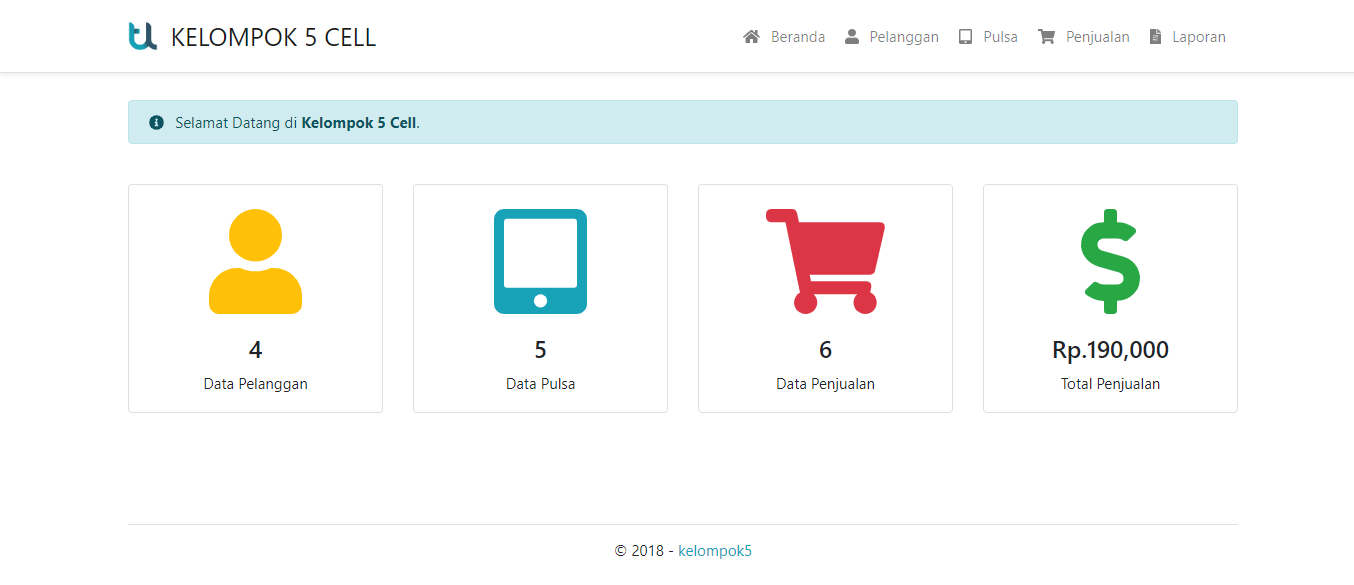 KELOMPOK 5 CELL
Beranda Pelanggan Pulsa Penjualan Laporan
Selamat Datang di Kelompok 5 Cell.
4 5 6 Rp.190,000
Data Pelanggan Data Pulsa Data Penjualan Total Penjualan
© 2018 - kelompok5